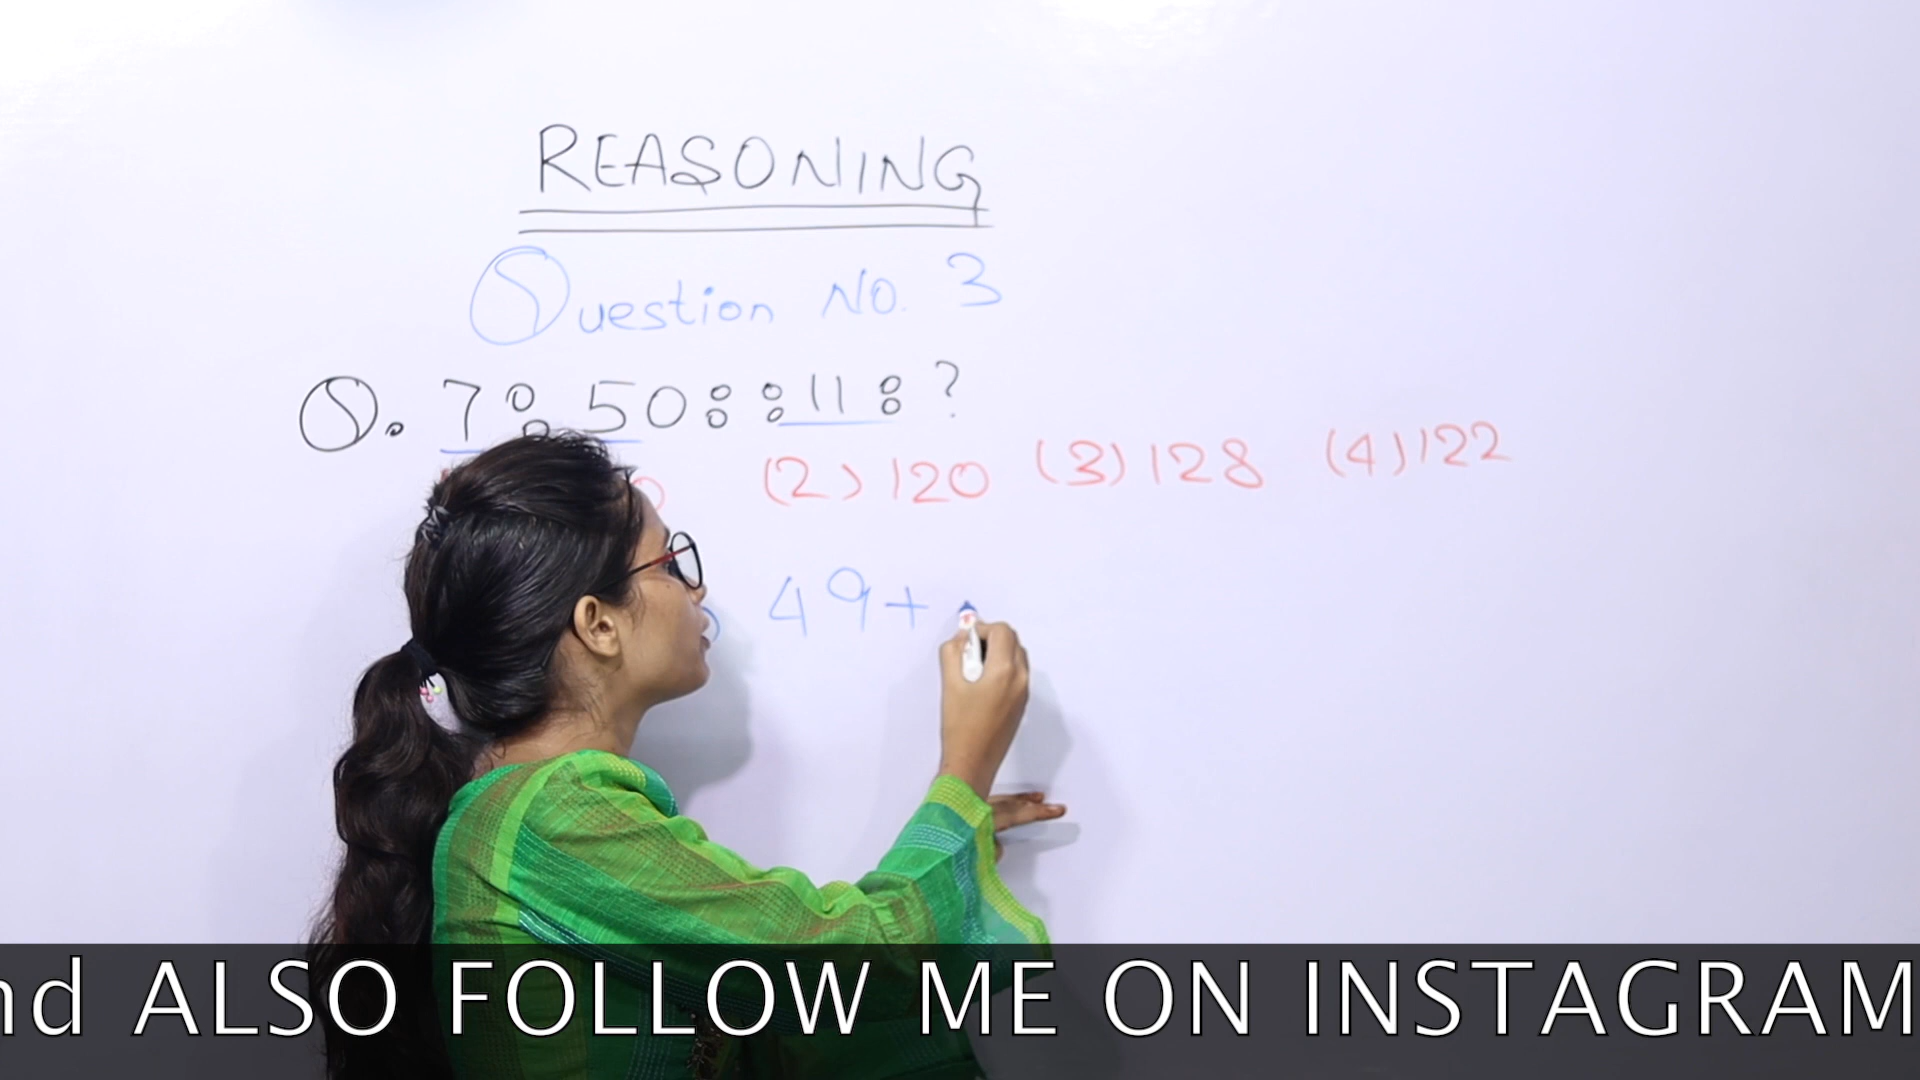 REASONING
Question No. 3
Q. 7 : 50 :: :11 : ?
(2) 120 (3) 128 (4) 122
49+
ALSO FOLLOW ME ON INSTAGRAM